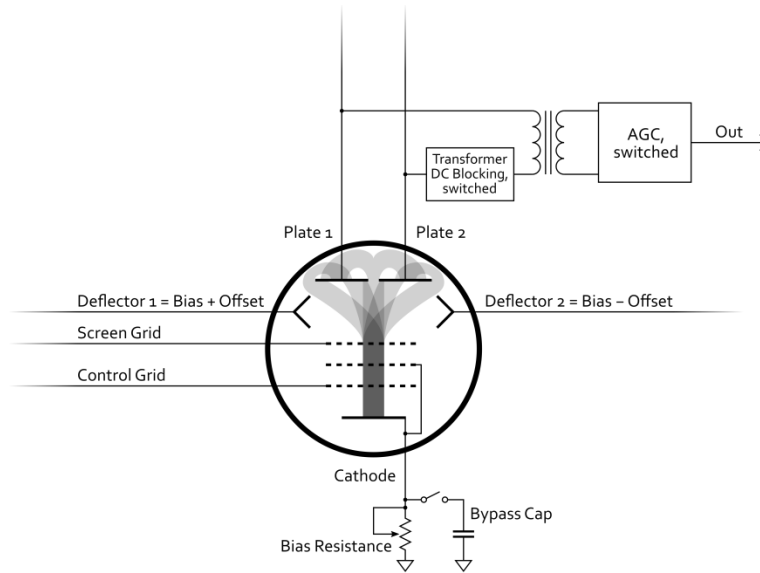 AGC,
switched
Out
Transformer
DC Blocking,
switched
Plate 1
Plate 2
Deflector 1 = Bias + Offset
Deflector 2 = Bias − Offset
Screen Grid
Control Grid
Cathode
Bypass Cap
Bias Resistance